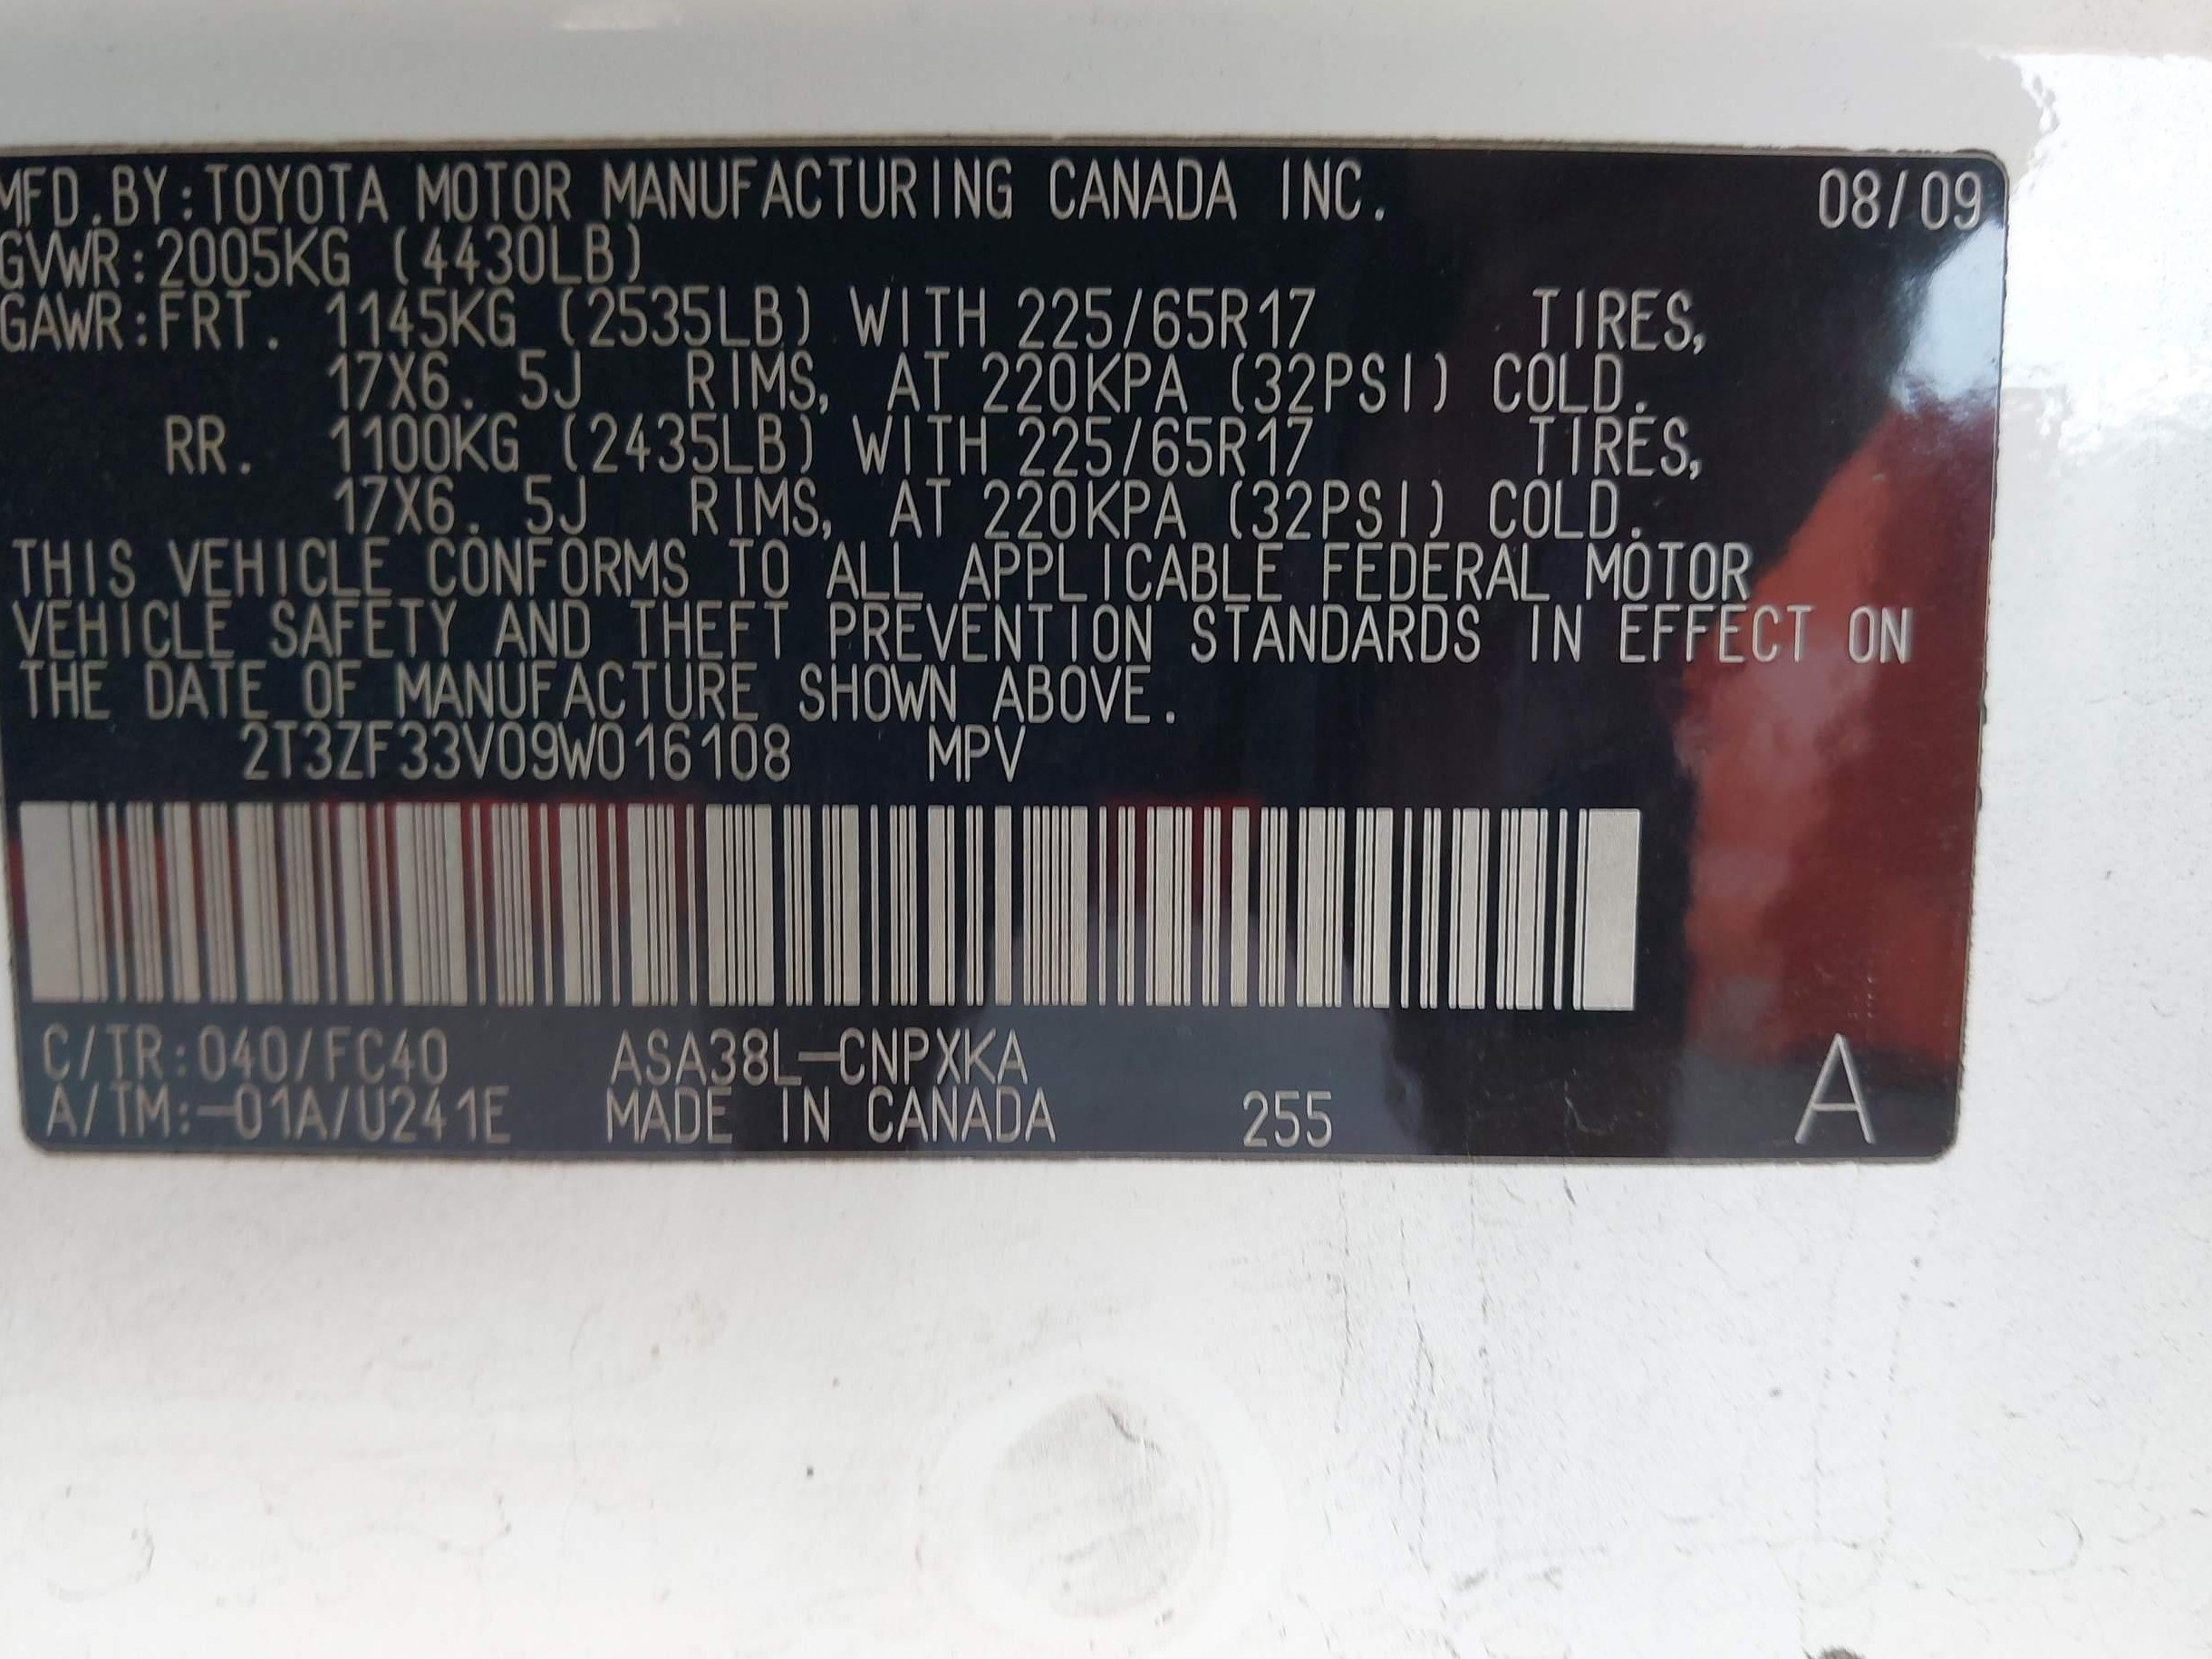 MFD.BY:TOYOTA MOTOR MANUFACTURING CANADA INC. 08/09
GVWR:2005KG (4430LB)
GAWR:FRT. 1145KG (2535LB) WITH 225/65R17 TIRES,
17X6. 5J RIMS, AT 220KPA (32PSI) COLD.
RR. 1100KG (2435LB) WITH 225/65R17 TIRES,
17X6. 5J RIMS, AT 220KPA (32PSI) COLD.
THIS VEHICLE CONFORMS TO ALL APPLICABLE FEDERAL MOTOR
VEHICLE SAFETY AND THEFT PREVENTION STANDARDS IN EFFECT ON
THE DATE OF MANUFACTURE SHOWN ABOVE.
2T3ZF33V09W016108 MPV
C/TR:040/FC40 ASA38L-CNPXKA
A/TM:-01A/U241E MADE IN CANADA 255 A